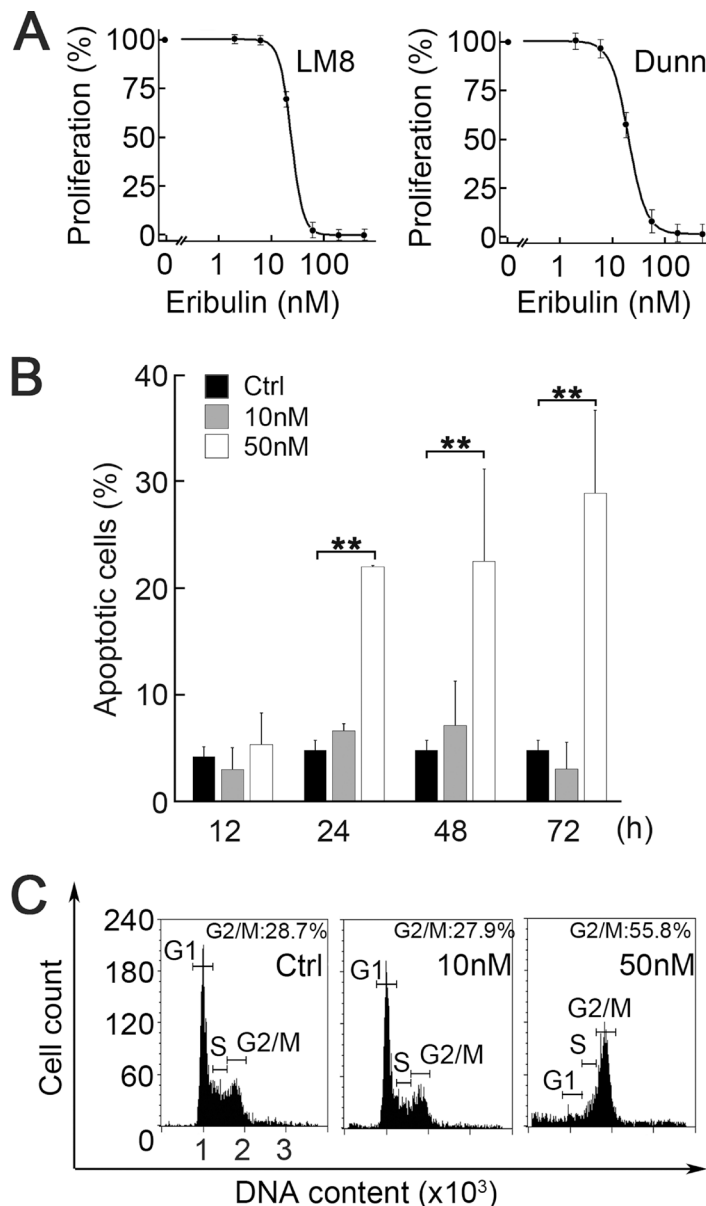 A
Proliferation (%)
100
75
50
25
0
LM8
0 1 10 100
Eribulin (nM)
Proliferation (%)
100
75
50
25
0
Dunn
0 1 10 100
Eribulin (nM)
B
Apoptotic cells (%)
40
30
20
10
0
Ctrl
10nM
50nM
**
**
**
12 24 48 72 (h)
C
Cell count
240
180
120
60
0
G2/M:28.7%
Ctrl
G1
S
G2/M
1 2 3
G2/M:27.9%
10nM
G1
S
G2/M
G2/M:55.8%
50nM
G2/M
S
G1
DNA content (x10³)